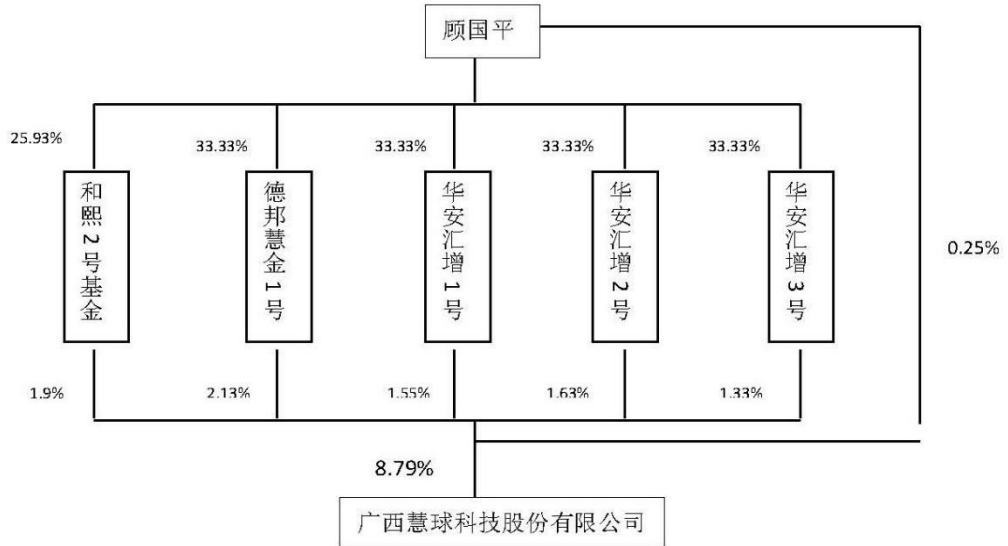 顾国平
25.93%
33.33%
33.33%
33.33%
33.33%
和熙2号基金
德邦慧金1号
华安汇增1号
华安汇增2号
华安汇增3号
0.25%
1.9%
2.13%
1.55%
1.63%
1.33%
8.79%
广西慧球科技股份有限公司